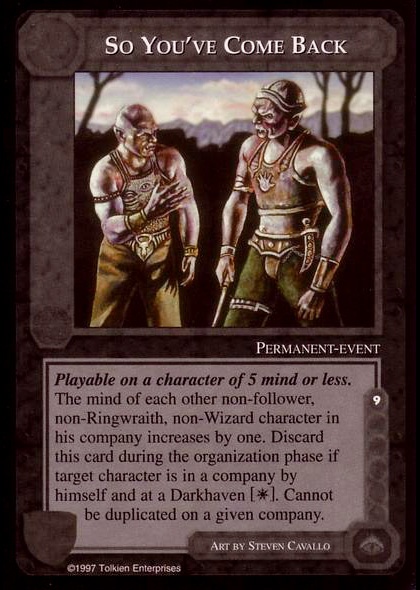 So You've Come Back
Permanent-event
Playable on a character of 5 mind or less.
The mind of each other non-follower,
non-Ringwraith, non-Wizard character in
his company increases by one. Discard
this card during the organization phase if
target character is in a company by
himself and at a Darkhaven [☀]. Cannot
be duplicated on a given company.
9
Art by Steven Cavallo
©1997 Tolkien Enterprises